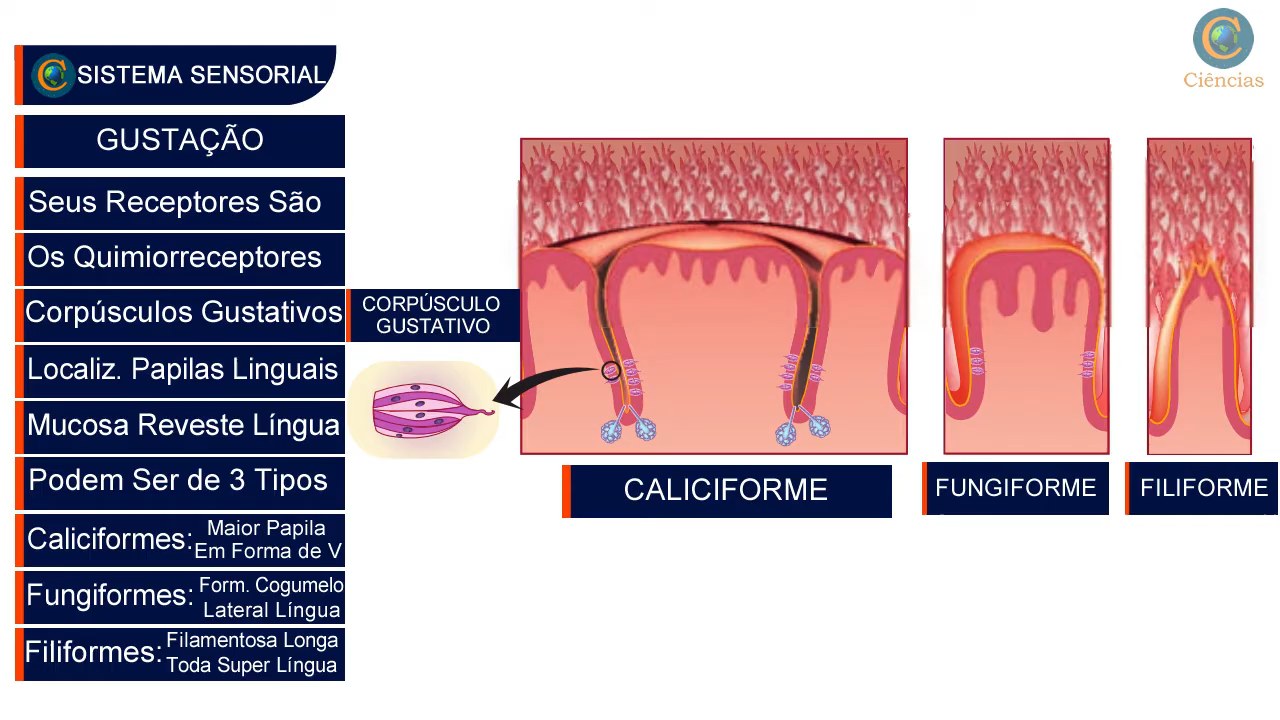 SISTEMA SENSORIAL
GUSTAÇÃO
Seus Receptores São
Os Quimiorreceptores
Corpúsculos Gustativos
Localiz. Papilas Linguais
Mucosa Reveste Língua
Podem Ser de 3 Tipos
Caliciformes: Maior Papila
Em Forma de V
Fungiformes: Form. Cogumelo
Lateral Língua
Filiformes: Filamentosa Longa
Toda Super Língua
CORPÚSCULO
GUSTATIVO
CALICIFORME
FUNGIFORME
FILIFORME
C
Ciências